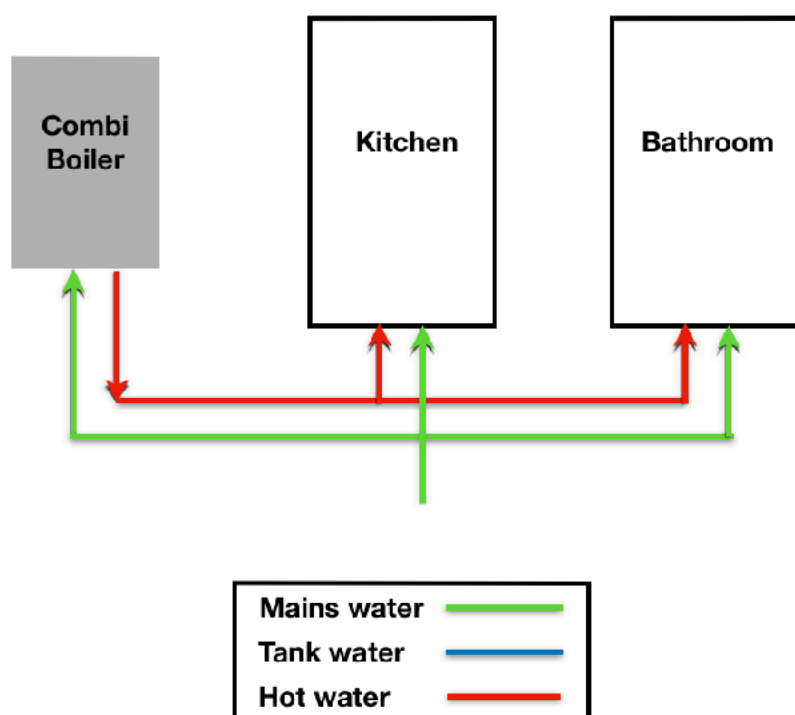 Combi
Boiler
Kitchen
Bathroom
Mains water
Tank water
Hot water